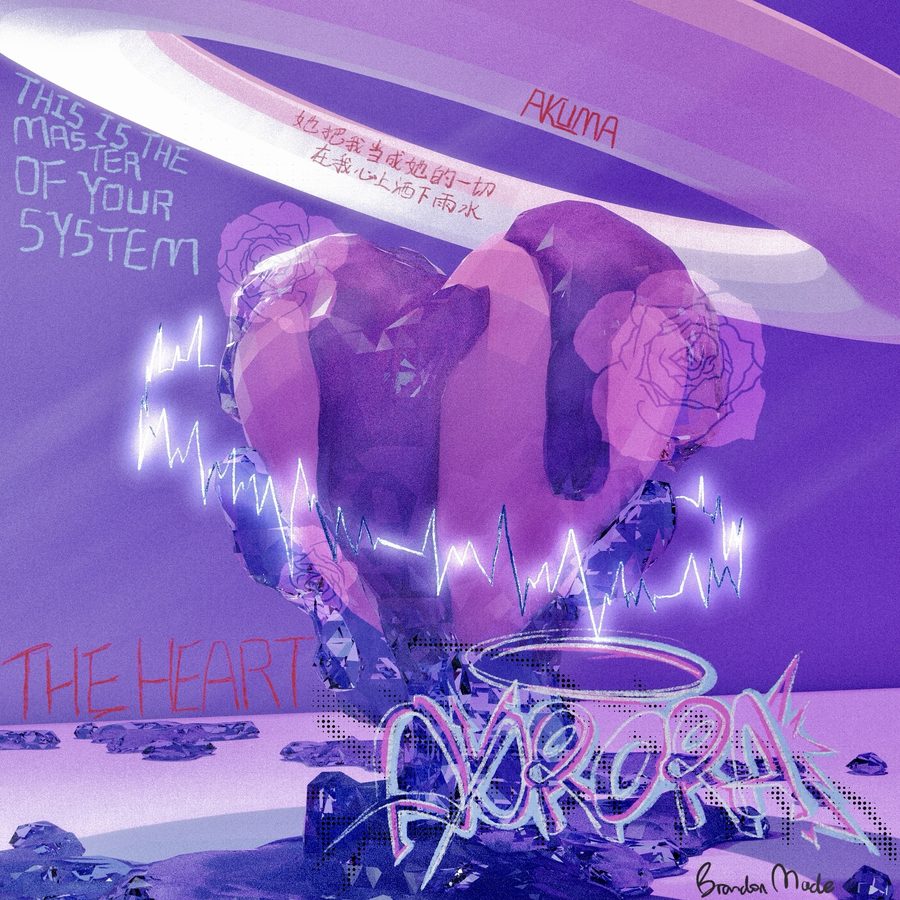 THIS IS THE
MASTER
OF YOUR
SYSTEM
AKUMA
她把我当成她的一切
在我心上洒下雨水
THE HEART
AURORA
Brandon Made